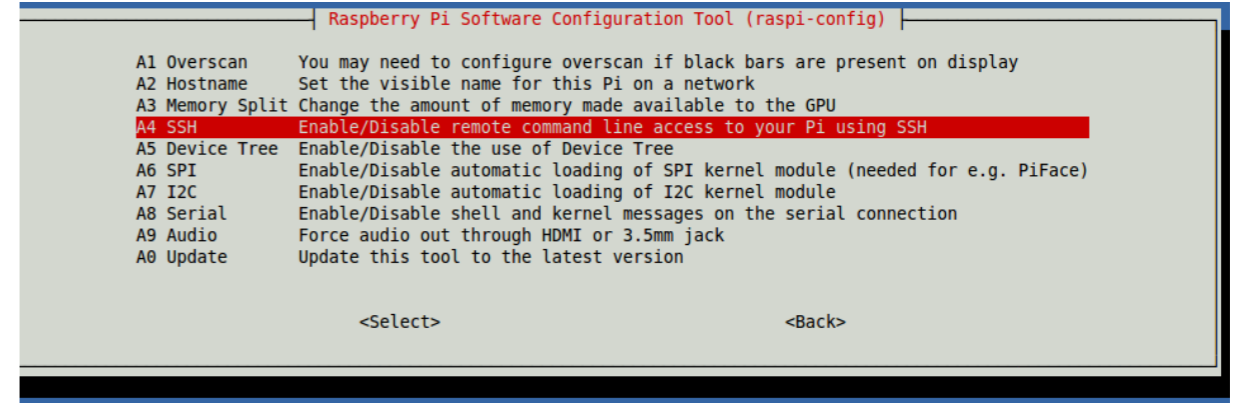 Raspberry Pi Software Configuration Tool (raspi-config)
A1 Overscan You may need to configure overscan if black bars are present on display
A2 Hostname Set the visible name for this Pi on a network
A3 Memory Split Change the amount of memory made available to the GPU
A4 SSH Enable/Disable remote command line access to your Pi using SSH
A5 Device Tree Enable/Disable the use of Device Tree
A6 SPI Enable/Disable automatic loading of SPI kernel module (needed for e.g. PiFace)
A7 I2C Enable/Disable automatic loading of I2C kernel module
A8 Serial Enable/Disable shell and kernel messages on the serial connection
A9 Audio Force audio out through HDMI or 3.5mm jack
A0 Update Update this tool to the latest version
<Select> <Back>